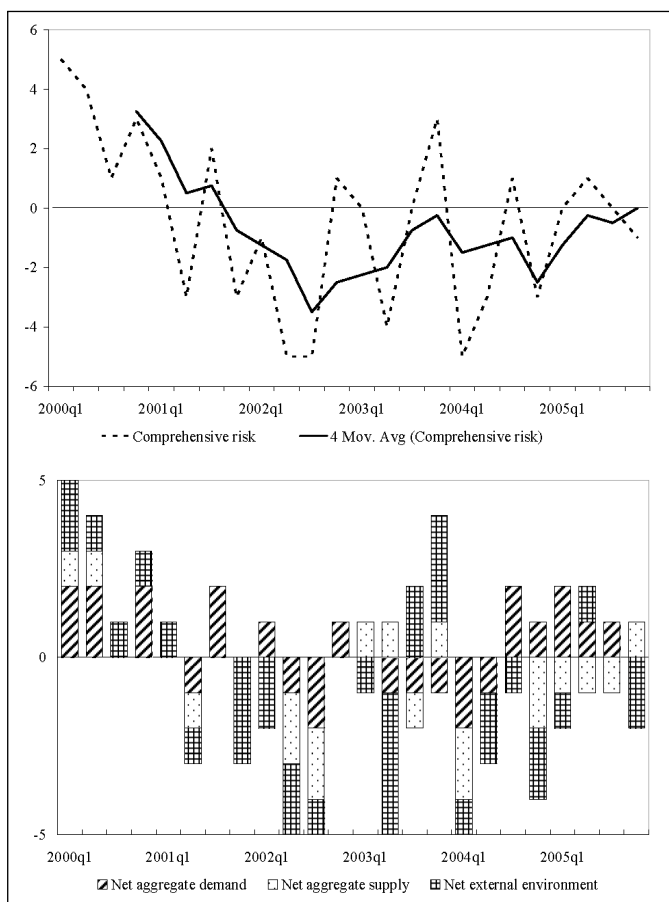 6
4
2
0
-2
-4
-6
2000q1 2001q1 2002q1 2003q1 2004q1 2005q1
Comprehensive risk 4 Mov. Avg (Comprehensive risk)
5
0
-5
2000q1 2001q1 2002q1 2003q1 2004q1 2005q1
Net aggregate demand Net aggregate supply Net external environment